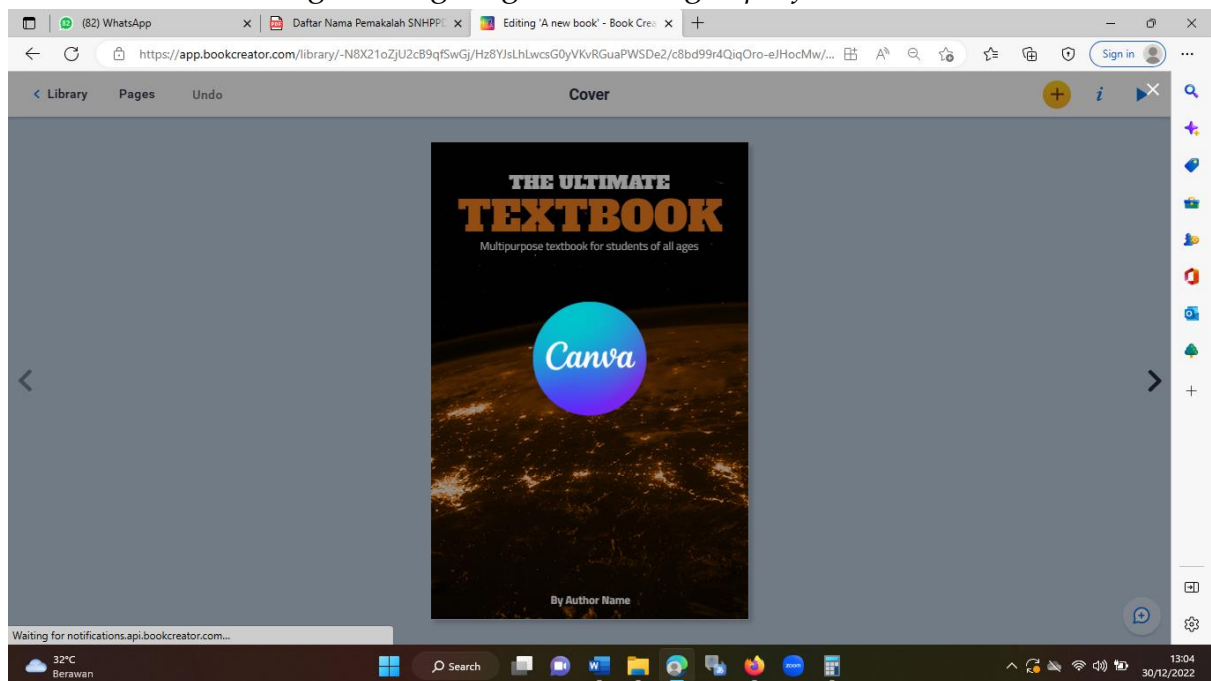 (82) WhatsApp
Daftar Nama Pemakalah SNHPP
Editing 'A new book' - Book Crea
https://app.bookcreator.com/library/-N8X21oZjU2cB9qfSwGj/Hz8YJsLhLwcsG0yVKvRGuaPWSDe2/c8bd99r4QiqOro-eJHocMw/...
Sign in
Library Pages Undo Cover
THE ULTIMATE
TEXTBOOK
Multipurpose textbook for students of all ages
Canva
By Author Name
Waiting for notifications.api.bookcreator.com...
32°C
Berawan
Search
zoom
13:04
30/12/2022